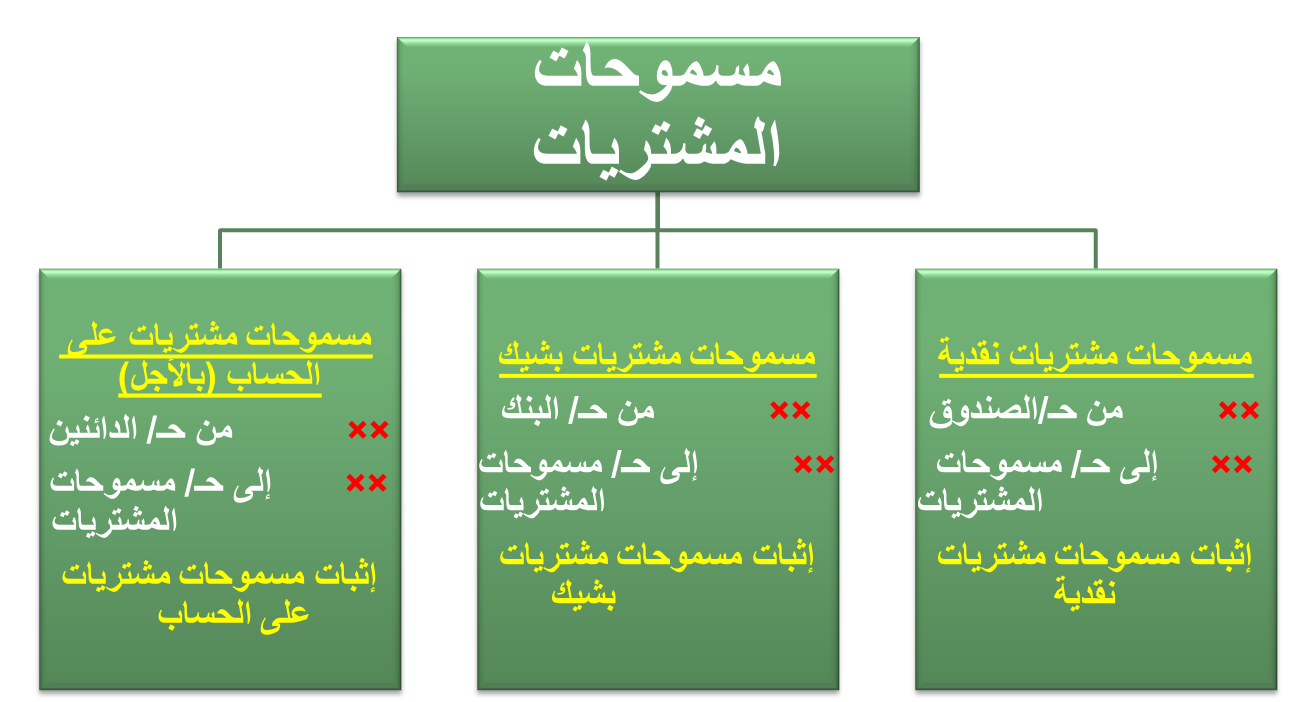 مسموحات
المشتريات
مسموحات مشتريات نقدية
×× من حـ/الصندوق
×× إلى حـ/ مسموحات
المشتريات
إثبات مسموحات مشتريات
نقدية
مسموحات مشتريات بشيك
×× من حـ/ البنك
×× إلى حـ/ مسموحات
المشتريات
إثبات مسموحات مشتريات
بشيك
مسموحات مشتريات على
الحساب (بالآجل)
×× من حـ/ الدائنين
×× إلى حـ/ مسموحات
المشتريات
إثبات مسموحات مشتريات
على الحساب